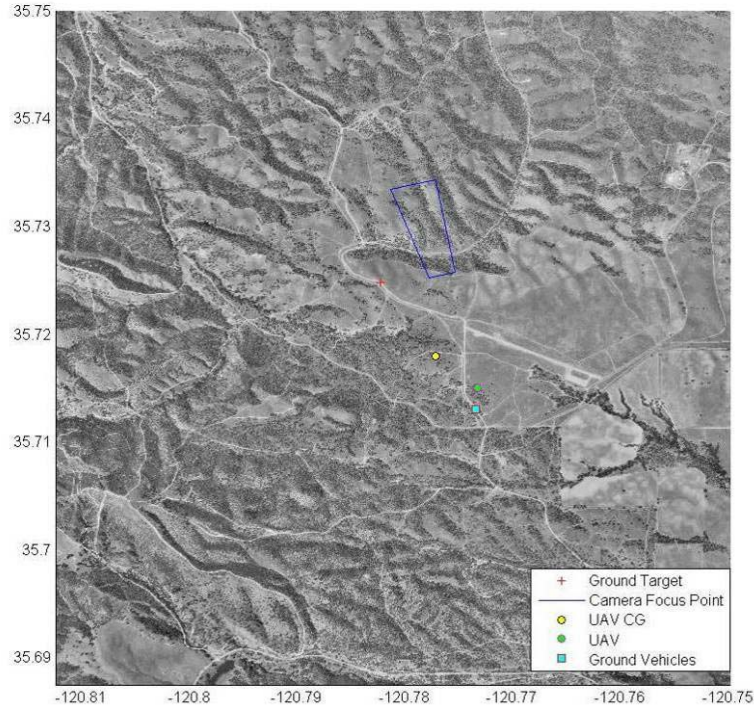 35.75
35.74
35.73
35.72
35.71
35.7
35.69
-120.81 -120.8 -120.79 -120.78 -120.77 -120.76 -120.75
Ground Target
Camera Focus Point
UAV CG
UAV
Ground Vehicles